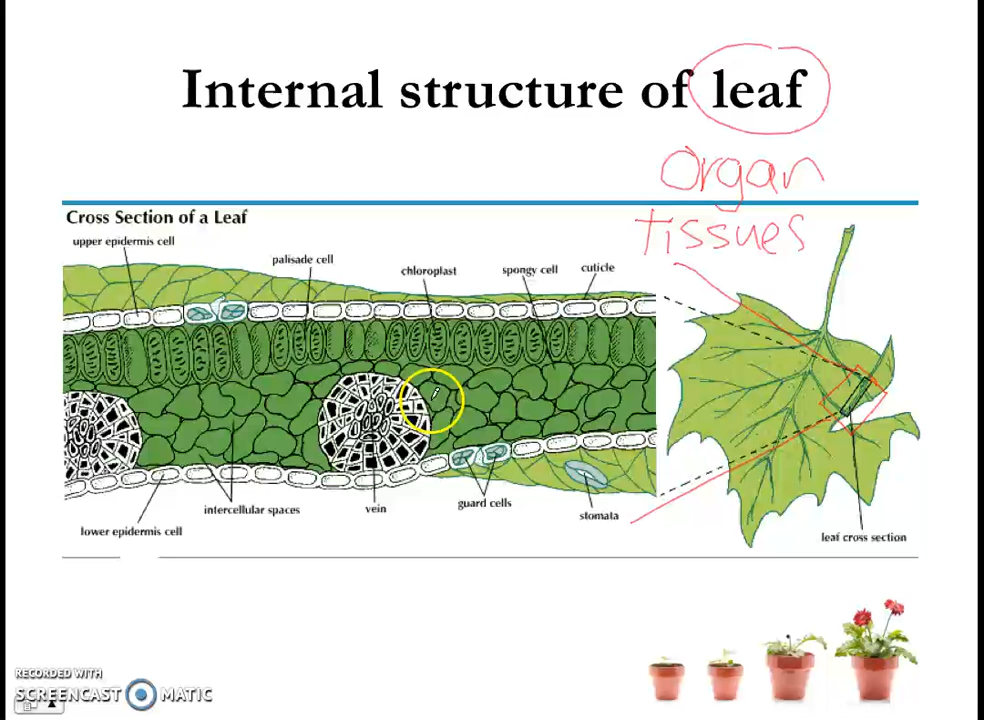 Internal structure of leaf
organ
tissues
Cross Section of a Leaf
upper epidermis cell
palisade cell
chloroplast
spongy cell
cuticle
intercellular spaces
vein
guard cells
stomata
lower epidermis cell
leaf cross section
RECORDED WITH
SCREENCAST MATIC